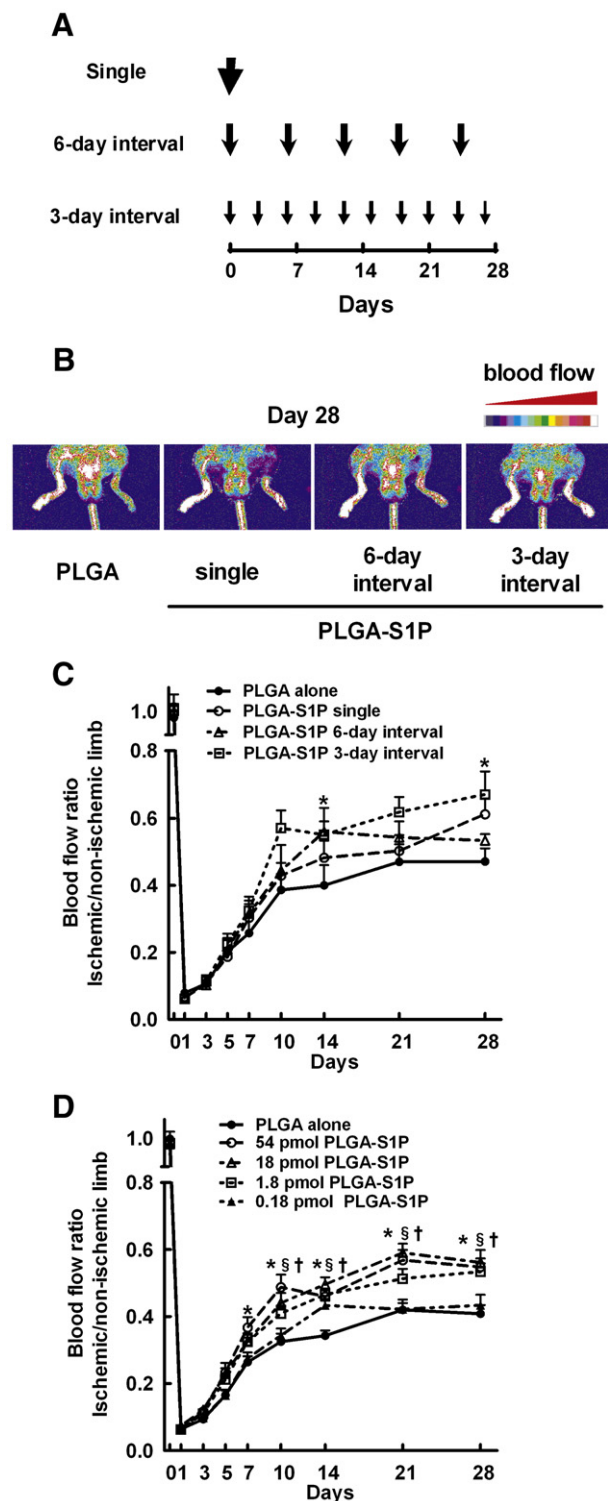 A
Single
6-day interval
3-day interval
0 7 14 21 28
Days
B
blood flow
Day 28
PLGA single 6-day interval 3-day interval
PLGA-S1P
C
PLGA alone
PLGA-S1P single
PLGA-S1P 6-day interval
PLGA-S1P 3-day interval
Blood flow ratio
Ischemic/non-ischemic limb
1.0
0.8
0.6
0.4
0.2
0.0
* *
01 3 5 7 10 14 21 28
Days
D
PLGA alone
54 pmol PLGA-S1P
18 pmol PLGA-S1P
1.8 pmol PLGA-S1P
0.18 pmol PLGA-S1P
Blood flow ratio
Ischemic/non-ischemic limb
1.0
0.8
0.6
0.4
0.2
0.0
* * § † * § † * § † * § †
01 3 5 7 10 14 21 28
Days